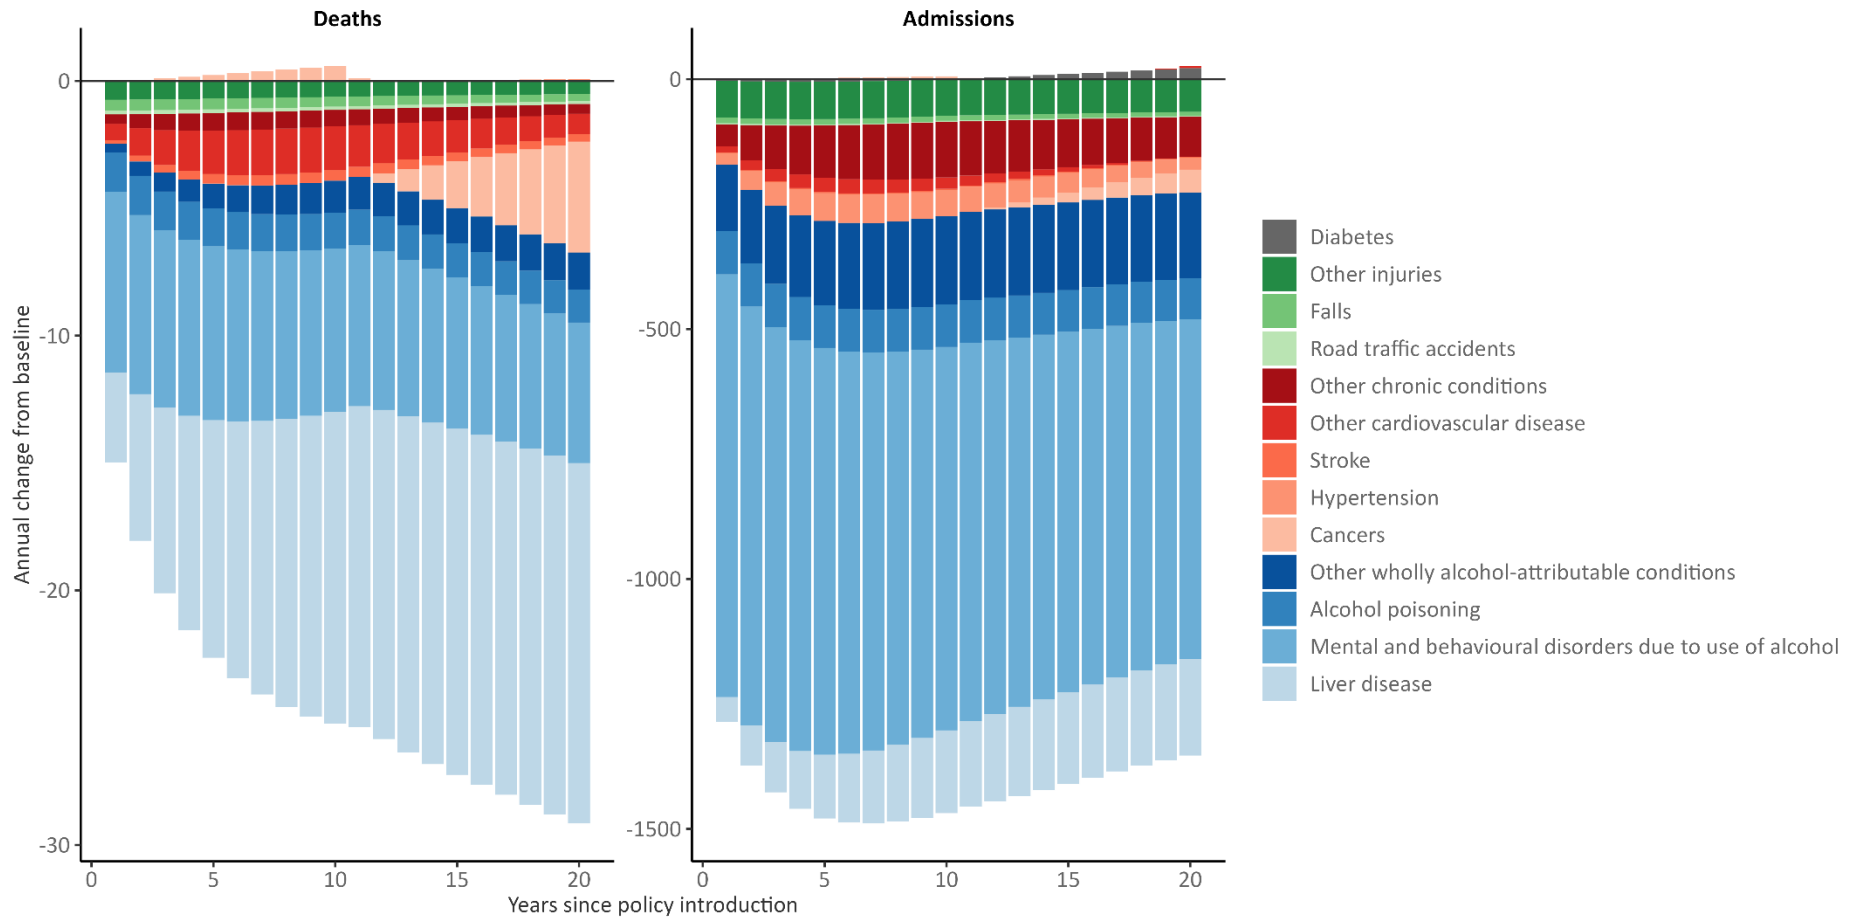 Deaths
Admissions
Annual change from baseline
0
-10
-20
-30
0
5
10
15
20
0
-500
-1000
-1500
0
5
10
15
20
Years since policy introduction
Diabetes
Other injuries
Falls
Road traffic accidents
Other chronic conditions
Other cardiovascular disease
Stroke
Hypertension
Cancers
Other wholly alcohol-attributable conditions
Alcohol poisoning
Mental and behavioural disorders due to use of alcohol
Liver disease